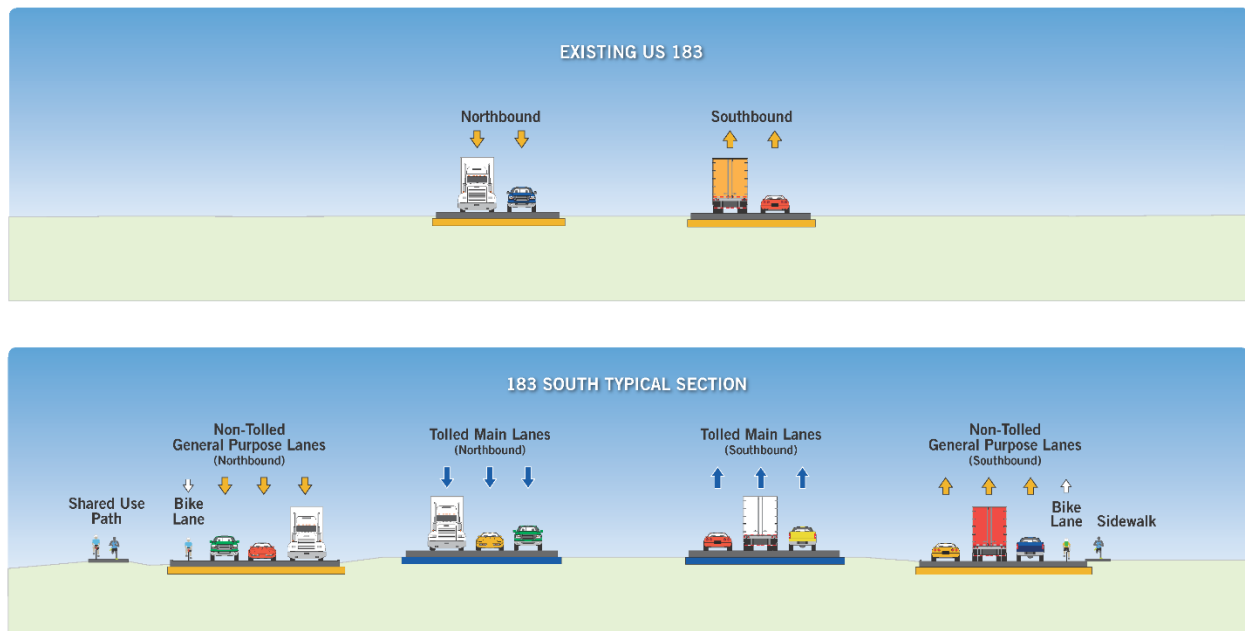 EXISTING US 183
Northbound
Southbound
183 SOUTH TYPICAL SECTION
Shared Use
Path
Bike
Lane
Non-Tolled
General Purpose Lanes
(Northbound)
Tolled Main Lanes
(Northbound)
Tolled Main Lanes
(Southbound)
Non-Tolled
General Purpose Lanes
(Southbound)
Bike
Lane
Sidewalk